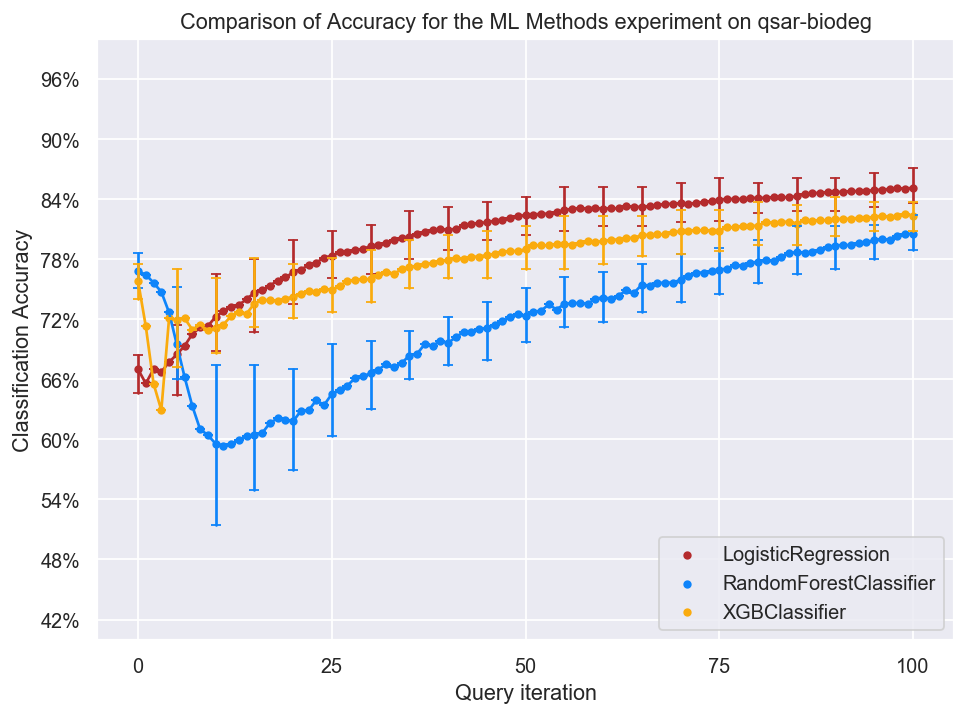 Comparison of Accuracy for the ML Methods experiment on qsar-biodeg
Classification Accuracy
96%
90%
84%
78%
72%
66%
60%
54%
48%
42%
LogisticRegression
RandomForestClassifier
XGBClassifier
0 25 50 75 100
Query iteration